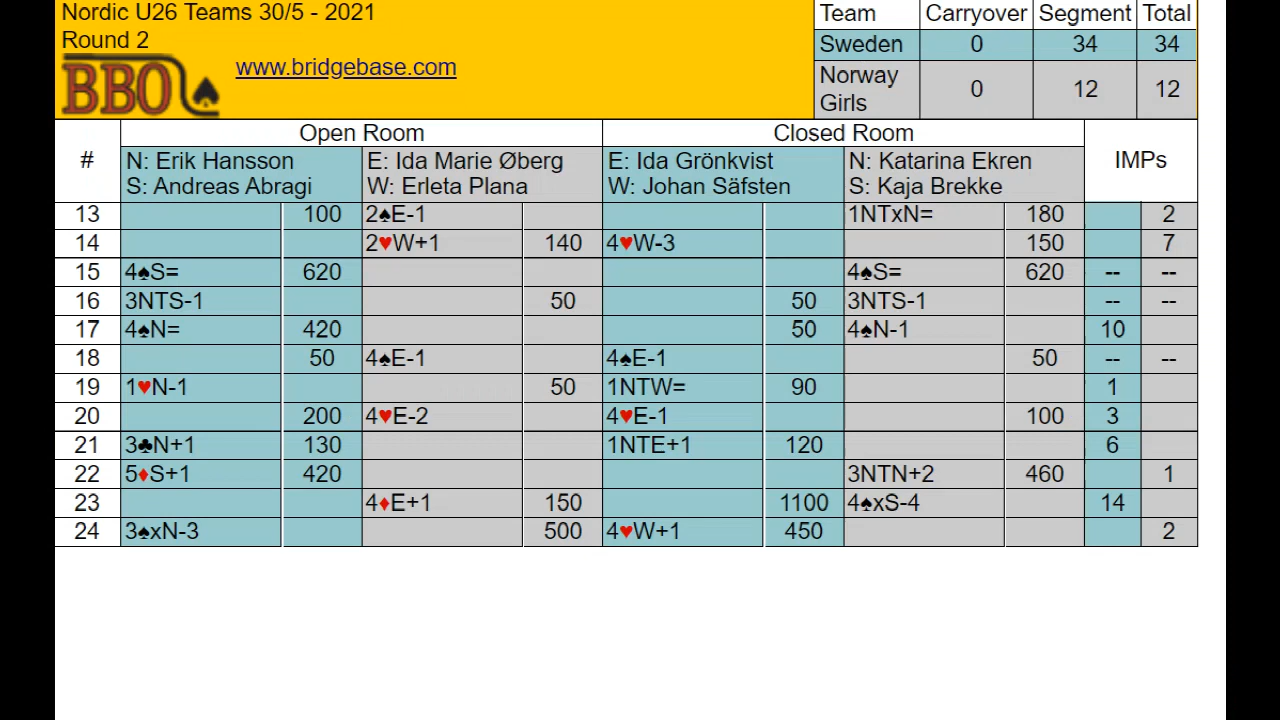 Nordic U26 Teams 30/5 - 2021
Round 2
BBO
www.bridgebase.com
Team Carryover Segment Total
Sweden 0 34 34
Norway Girls 0 12 12
# Open Room Closed Room IMPs
N: Erik Hansson E: Ida Marie Øberg E: Ida Grönkvist N: Katarina Ekren
S: Andreas Abragi W: Erleta Plana W: Johan Säfsten S: Kaja Brekke
13 100 2♠E-1 1NTxN= 180 2
14 2♥W+1 140 4♥W-3 150 7
15 4♠S= 620 4♠S= 620 -- --
16 3NTS-1 50 50 3NTS-1 -- --
17 4♠N= 420 50 4♠N-1 10
18 50 4♠E-1 4♠E-1 50 -- --
19 1♥N-1 50 1NTW= 90 1
20 200 4♥E-2 4♥E-1 100 3
21 3♣N+1 130 1NTE+1 120 6
22 5♦S+1 420 3NTN+2 460 1
23 4♦E+1 150 1100 4♠xS-4 14
24 3♠xN-3 500 4♥W+1 450 2